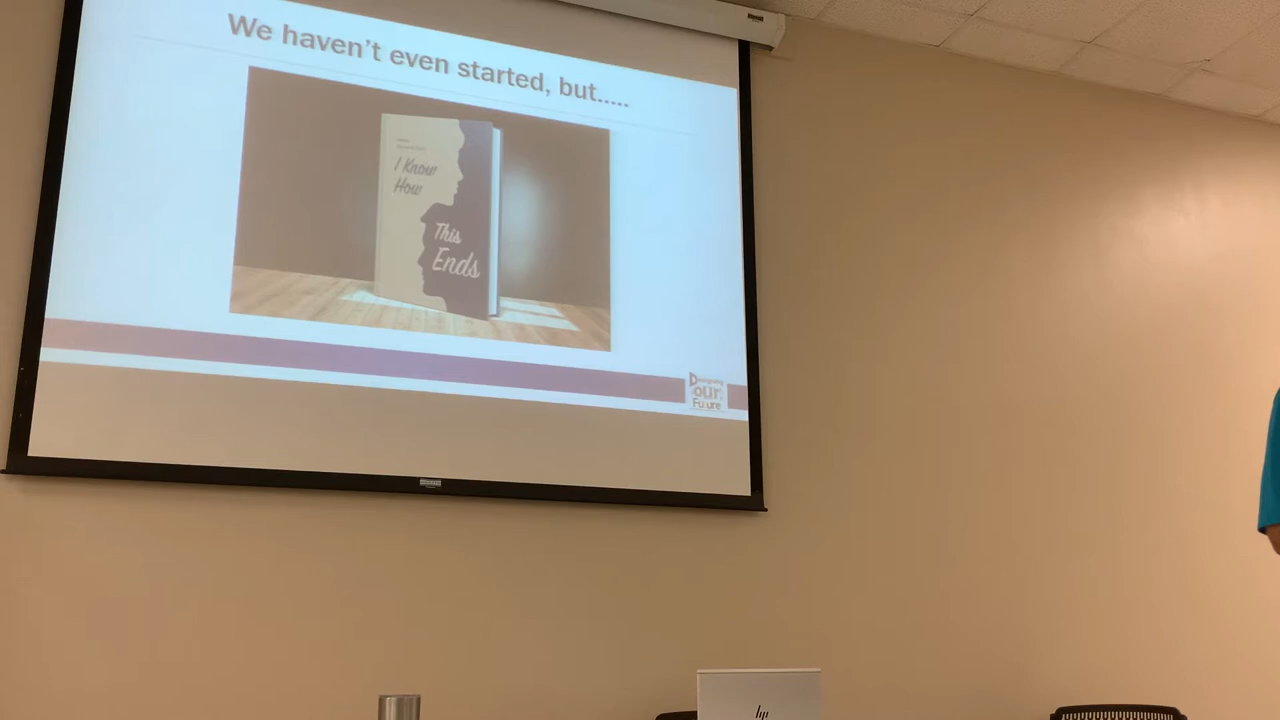 We haven't even started, but.....
I Know
How
This
Ends
Designing
our
Future
hp